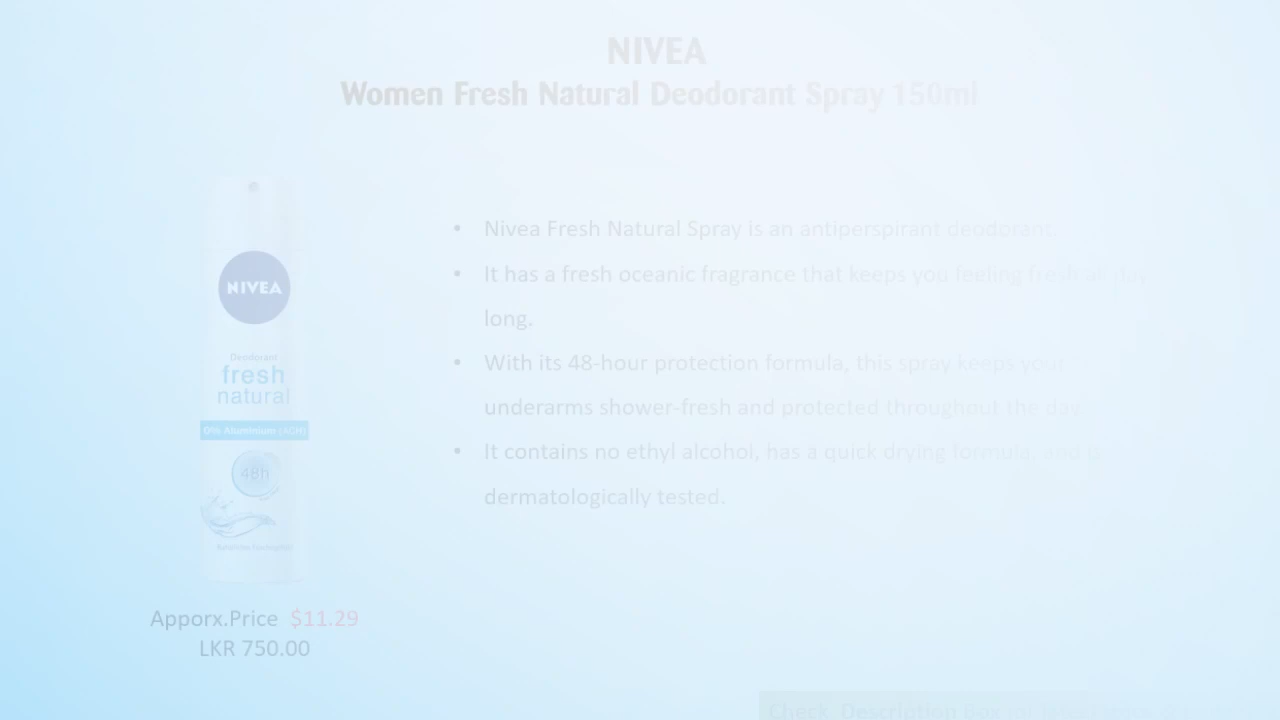 NIVEA
Women Fresh Natural Deodorant Spray 150ml
• Nivea Fresh Natural Spray is an antiperspirant deodorant.
• It has a fresh oceanic fragrance that keeps you feeling fresh all day
long.
• With its 48-hour protection formula, this spray keeps your
underarms shower-fresh and protected throughout the day
• It contains no ethyl alcohol, has a quick drying formula, and is
dermatologically tested.
NIVEA
Deodorant
fresh
natural
0% Aluminium (ACH)
48h
Apporx.Price $11.29
LKR 750.00
Check Description